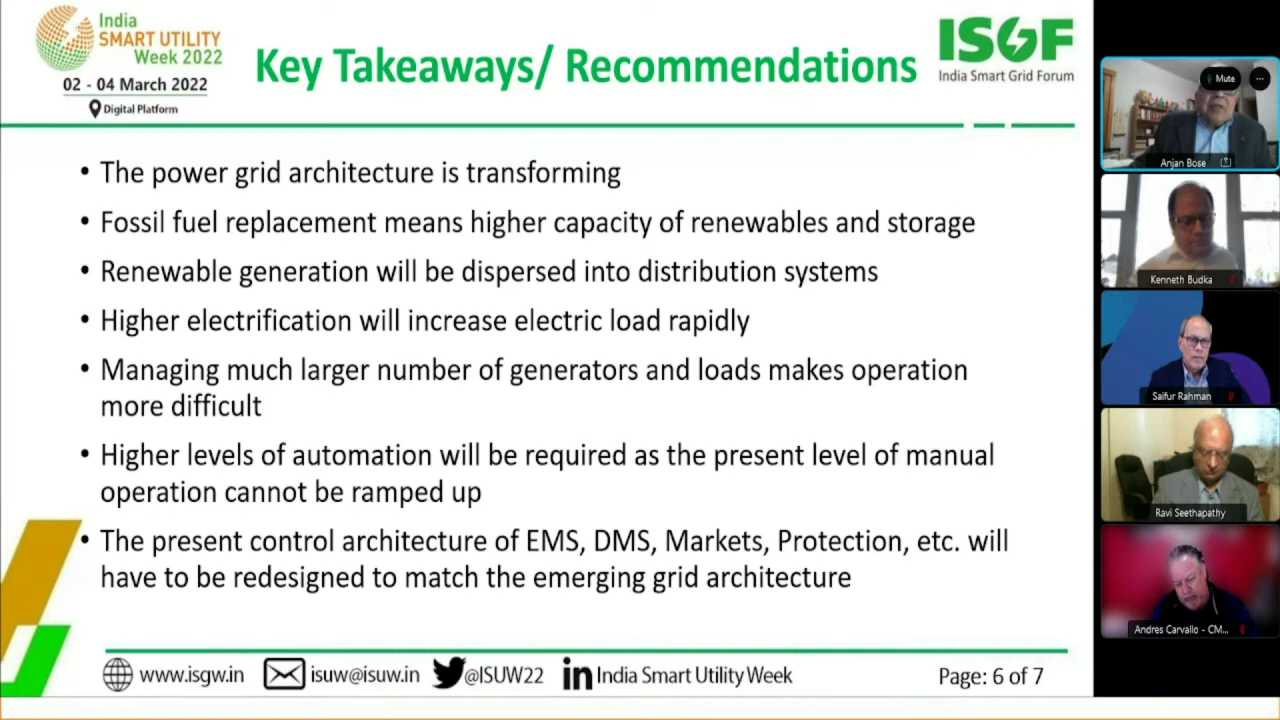 India
SMART UTILITY
Week 2022
02 - 04 March 2022
Digital Platform
Key Takeaways/ Recommendations
ISGF
India Smart Grid Forum
• The power grid architecture is transforming
• Fossil fuel replacement means higher capacity of renewables and storage
• Renewable generation will be dispersed into distribution systems
• Higher electrification will increase electric load rapidly
• Managing much larger number of generators and loads makes operation
more difficult
• Higher levels of automation will be required as the present level of manual
operation cannot be ramped up
• The present control architecture of EMS, DMS, Markets, Protection, etc. will
have to be redesigned to match the emerging grid architecture
www.isgw.in isuw@isuw.in @ISUW22 in India Smart Utility Week Page: 6 of 7
Mute ...
Anjan Bose
Kenneth Budka
Saifur Rahman
Ravi Seethapathy
Andres Carvallo - CM...